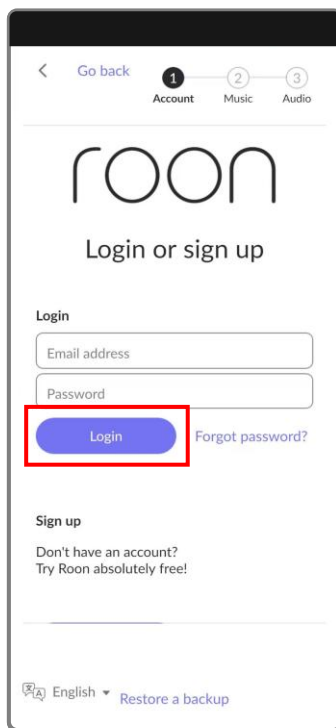 Go back
1 2 3
Account Music Audio
roon
Login or sign up
Login
Email address
Password
Login Forgot password?
Sign up
Don't have an account?
Try Roon absolutely free!
English Restore a backup